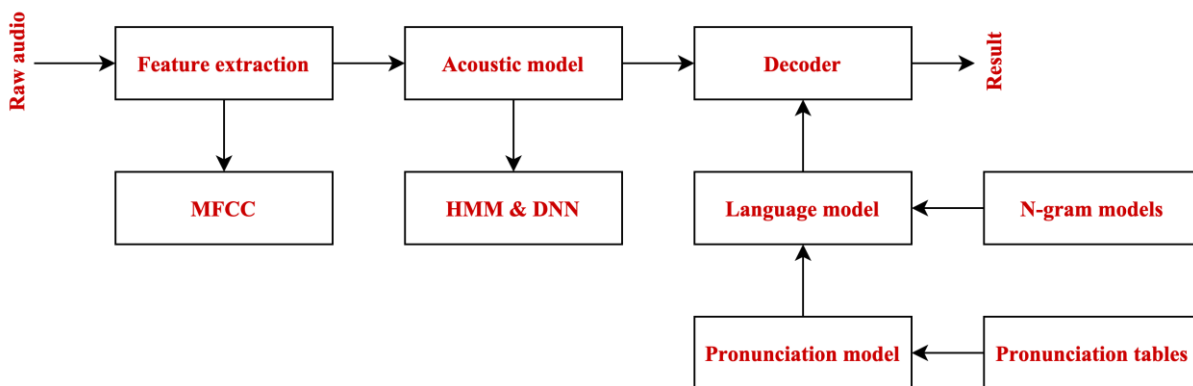 Raw audio
Feature extraction
Acoustic model
Decoder
Result
MFCC
HMM & DNN
Language model
N-gram models
Pronunciation model
Pronunciation tables